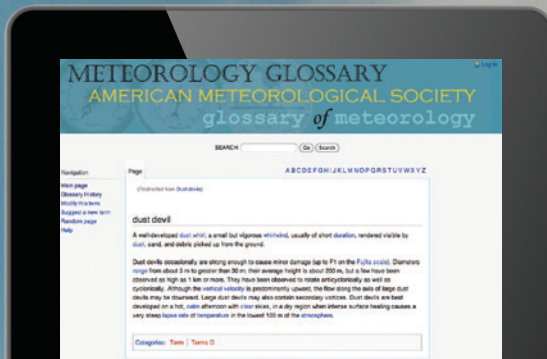 METEOROLOGY GLOSSARY
AMERICAN METEOROLOGICAL SOCIETY
glossary of meteorology
Log in
SEARCH Go Search
Navigation
Main page
Glossary History
Modify this term
Suggest a new term
Random page
Help
Page
A B C D E F G H I J K L M N O P Q R S T U V W X Y Z
(Redirected from Dust devils)
dust devil
A well-developed dust whirl; a small but vigorous whirlwind, usually of short duration, rendered visible by
dust, sand, and debris picked up from the ground.
Dust devils occasionally are strong enough to cause minor damage (up to F1 on the Fujita scale). Diameters
range from about 3 m to greater than 30 m; their average height is about 200 m, but a few have been
observed as high as 1 km or more. They have been observed to rotate anticyclonically as well as
cyclonically. Although the vertical velocity is predominantly upward, the flow along the axis of large dust
devils may be downward. Large dust devils may also contain secondary vortices. Dust devils are best
developed on a hot, calm afternoon with clear skies, in a dry region when intense surface heating causes a
very steep lapse rate of temperature in the lowest 100 m of the atmosphere.
Categories: Term | Terms D